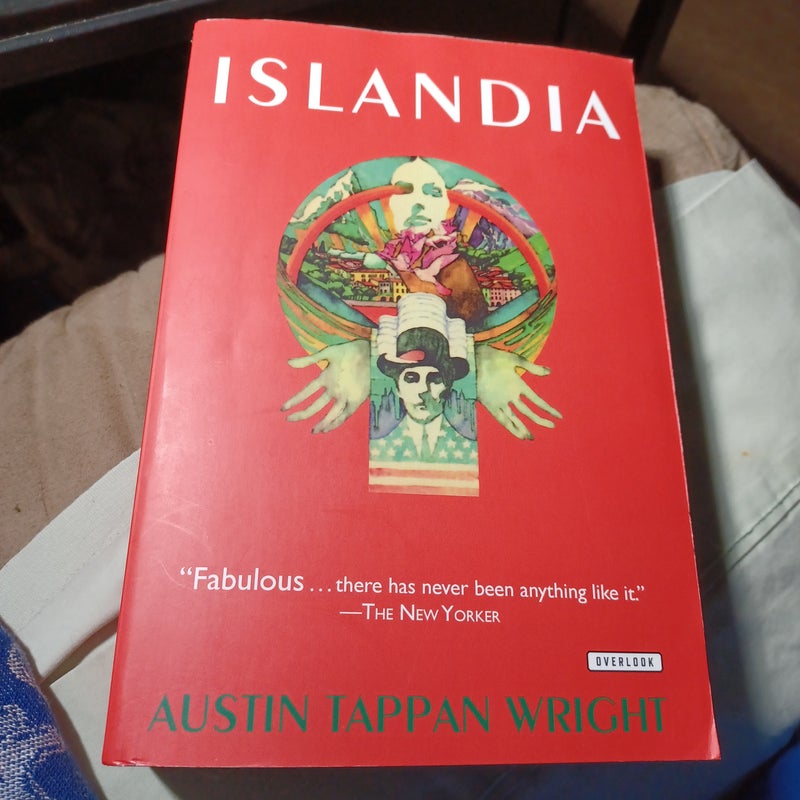 ISLANDIA
“Fabulous ... there has never been anything like it.”
—THE NEW YORKER
OVERLOOK
AUSTIN TAPPAN WRIGHT